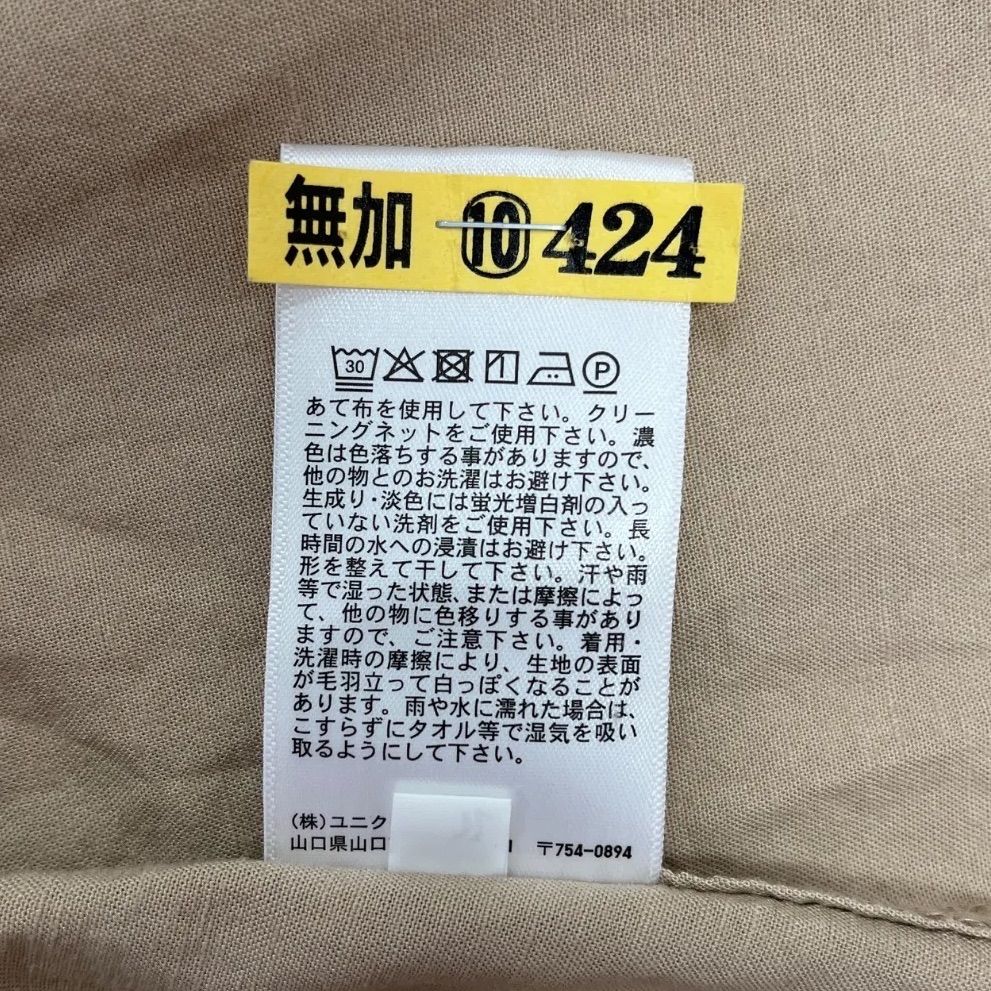 無加 ⑩424
30 1 P
あて布を使用して下さい。クリー
ニングネットをご使用下さい。濃
色は色落ちする事がありますので、
他の物とのお洗濯はお避け下さい。
生成り・淡色には蛍光増白剤の入っ
ていない洗剤をご使用下さい。長
時間の水への浸漬はお避け下さい。
形を整えて干して下さい。汗や雨
等で湿った状態、または摩擦によっ
て、他の物に色移りする事があり
ますので、ご注意下さい。着用・
洗濯時の摩擦により、生地の表面
が毛羽立って白っぽくなることが
あります。雨や水に濡れた場合は、
こすらずにタオル等で湿気を吸い
取るようにして下さい。
(株)ユニク
山口県山口 1 〒754-0894